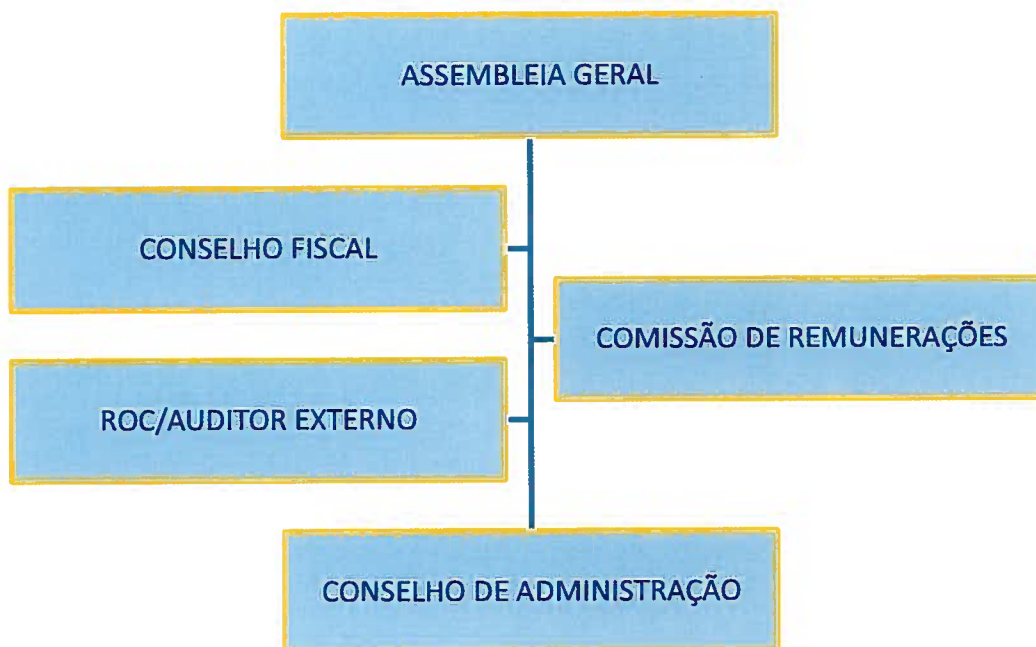 ASSEMBLEIA GERAL
CONSELHO FISCAL
COMISSÃO DE REMUNERAÇÕES
ROC/AUDITOR EXTERNO
CONSELHO DE ADMINISTRAÇÃO